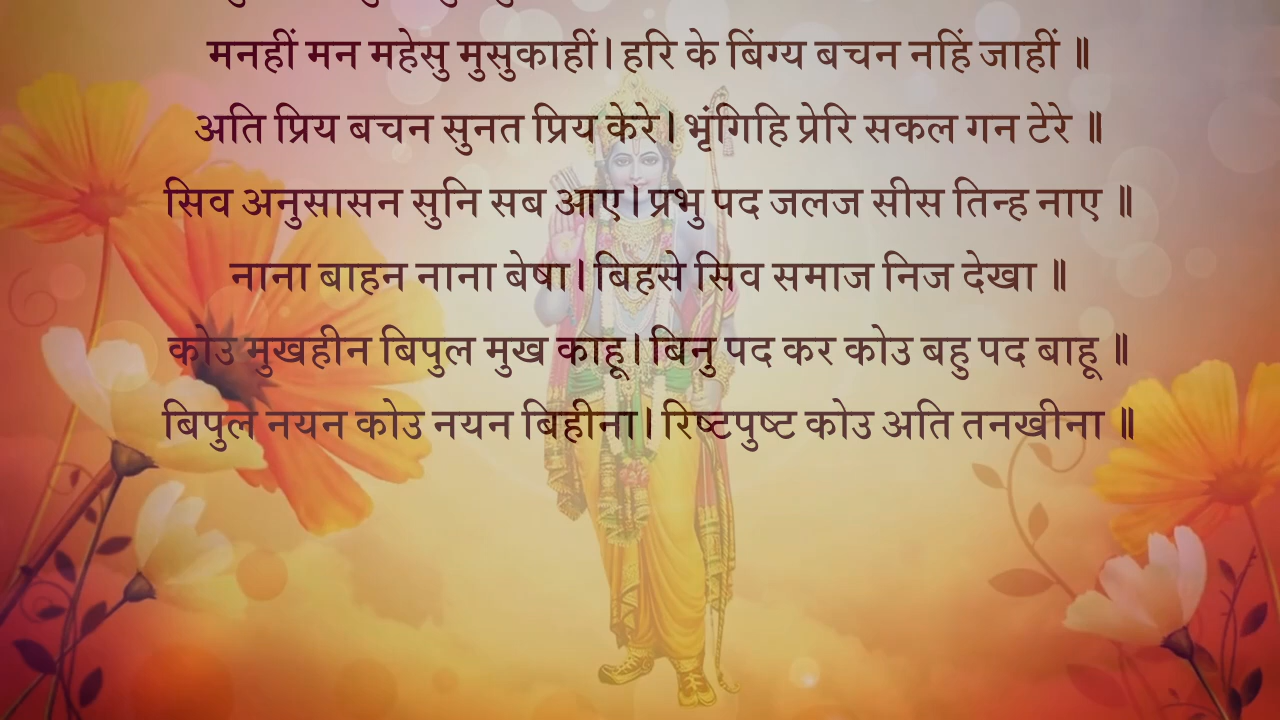 मनहीं मन महेसु मुसुकाहीं। हरि के बिंग्य बचन नहिं जाहीं ॥
अति प्रिय बचन सुनत प्रिय केरे। भृंगिहि प्रेरि सकल गन टेरे ॥
सिव अनुसासन सुनि सब आए। प्रभु पद जलज सीस तिन्ह नाए ॥
नाना बाहन नाना बेषा। बिहसे सिव समाज निज देखा ॥
कोउ मुखहीन बिपुल मुख काहू। बिनु पद कर कोउ बहु पद बाहू ॥
बिपुल नयन कोउ नयन बिहीना। रिष्टपुष्ट कोउ अति तनखीना ॥